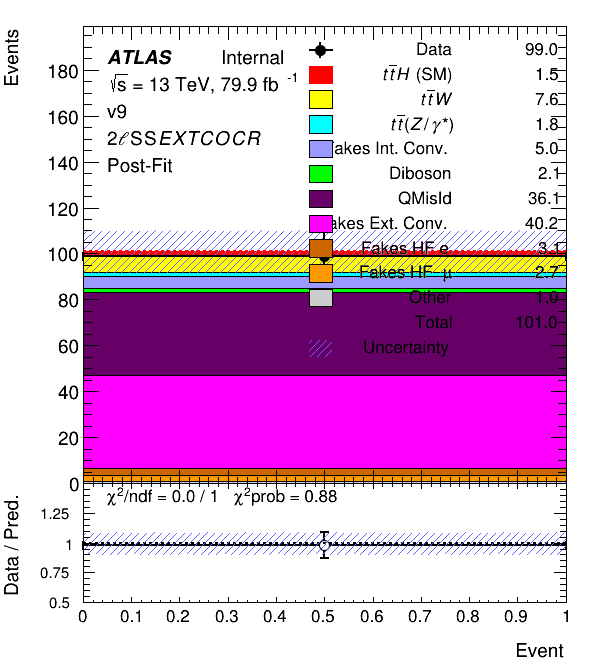 Events
ATLAS Internal
√s = 13 TeV, 79.9 fb⁻¹
v9
2ℓSSEXTCOCR
Post-Fit
Data 99.0
tt̅H (SM) 1.5
tt̅W 7.6
tt̅(Z/γ*) 1.8
akes Int. Conv. 5.0
Diboson 2.1
QMisId 36.1
akes Ext. Conv. 40.2
Fakes HF e 3.1
Fakes HF μ 2.7
Other 1.0
Total 101.0
Uncertainty
180
160
140
120
100
80
60
40
20
0
χ²/ndf = 0.0 / 1 χ²prob = 0.88
Data / Pred.
1.25
1
0.75
0.5
0 0.1 0.2 0.3 0.4 0.5 0.6 0.7 0.8 0.9 1
Event